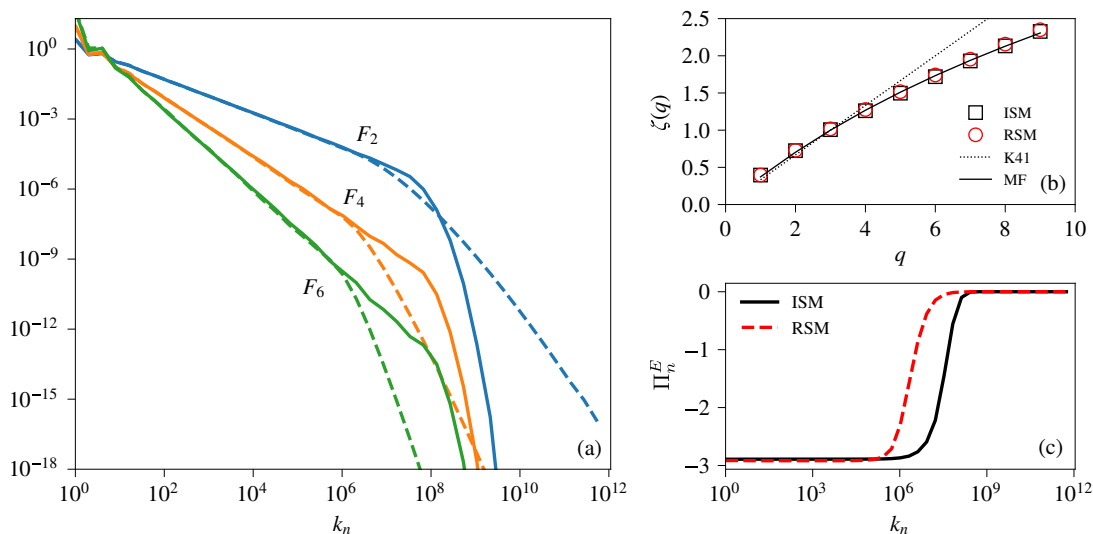 10^0
10^-3
10^-6
10^-9
10^-12
10^-15
10^-18
F_2
F_4
F_6
(a)
10^0 10^2 10^4 10^6 10^8 10^10 10^12
k_n
ζ(q)
2.5
2.0
1.5
1.0
0.5
0.0
ISM
RSM
K41
MF
(b)
0 2 4 6 8 10
q
Π_n^E
0
−1
−2
−3
ISM
RSM
(c)
10^0 10^3 10^6 10^9 10^12
k_n